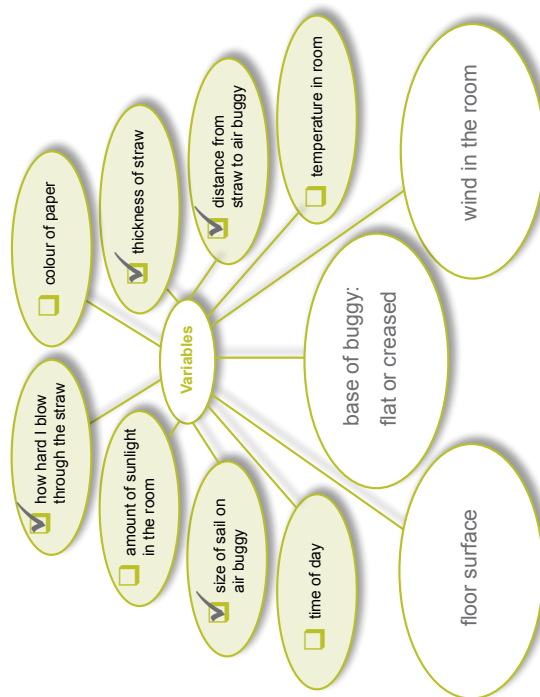 how hard I blow
through the straw
colour of paper
amount of sunlight
in the room
thickness of straw
Variables
size of sail on
air buggy
distance from
straw to air buggy
time of day
temperature in room
floor surface
base of buggy:
flat or creased
wind in the room